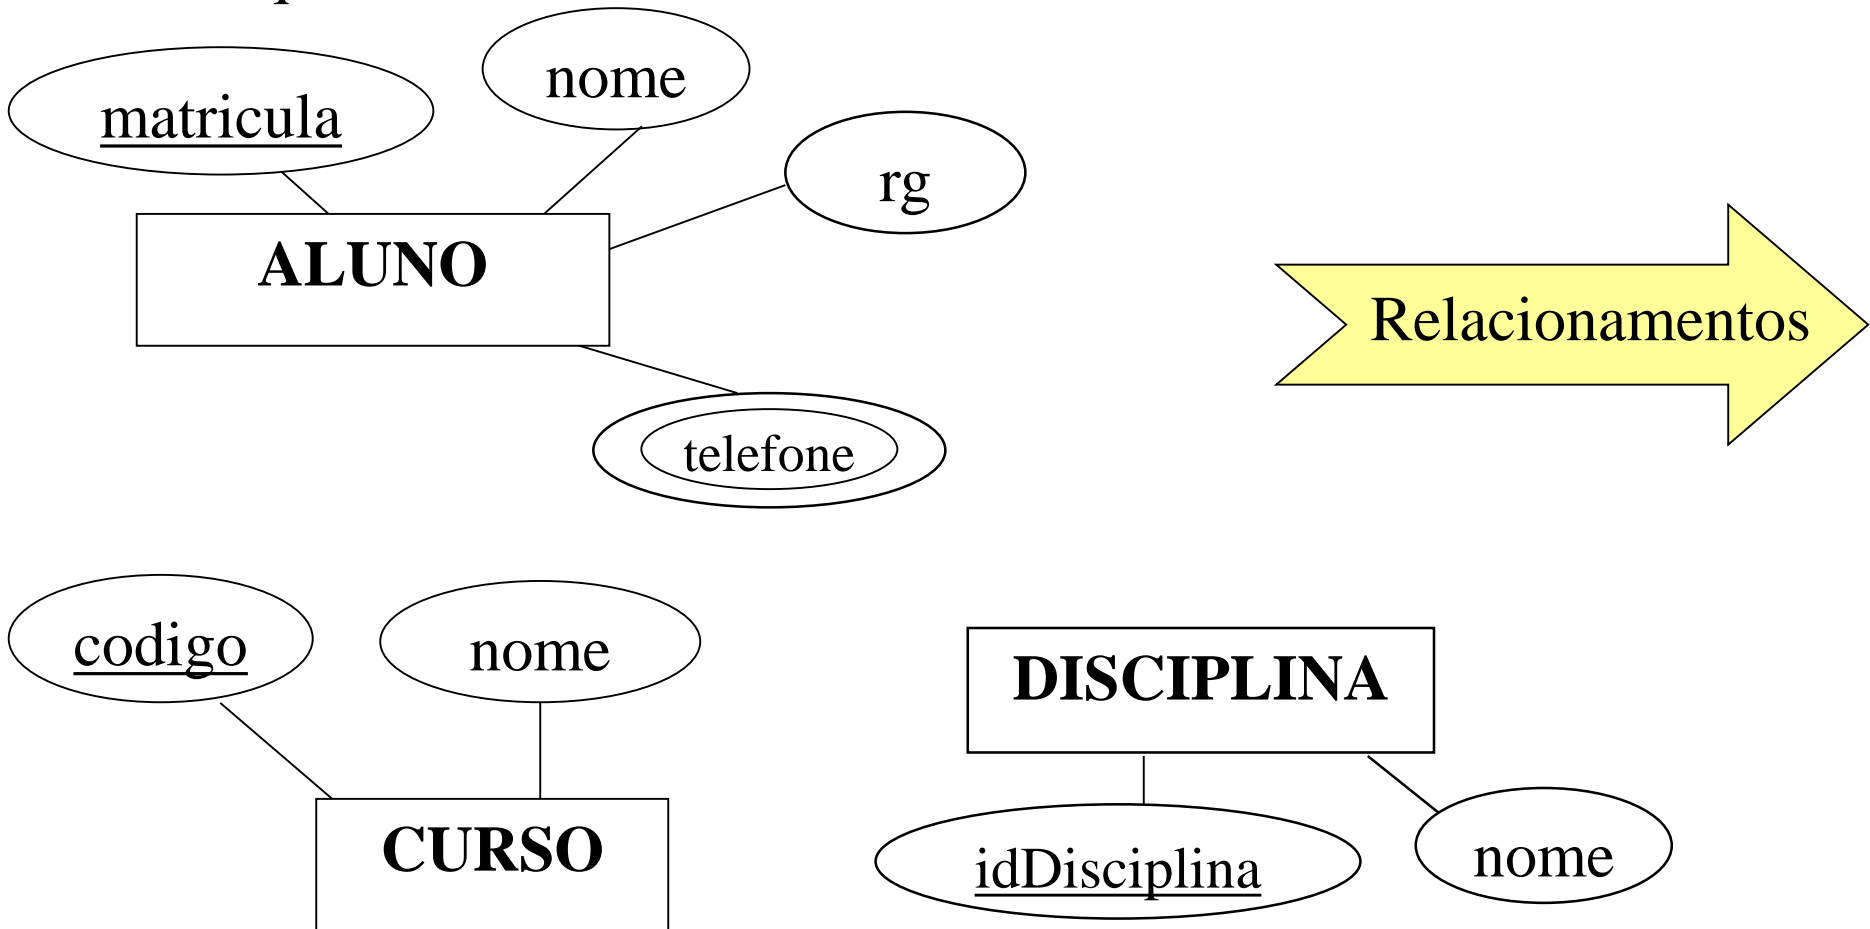 nome
matricula
rg
ALUNO
Relacionamentos
telefone
codigo
nome
DISCIPLINA
CURSO
idDisciplina
nome